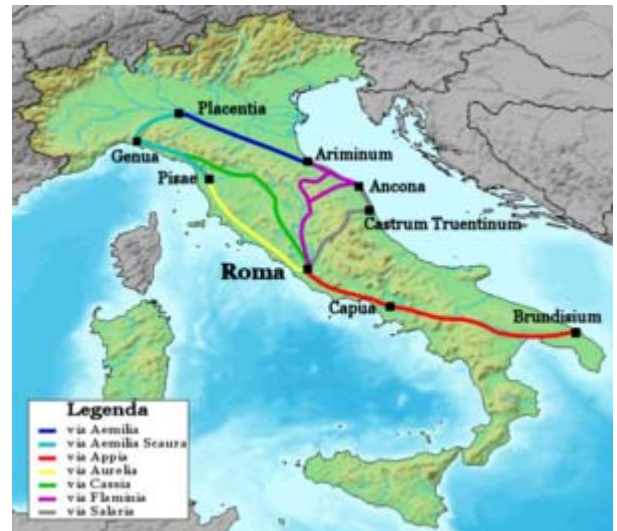 Placentia
Genua
Ariminum
Pisae
Ancona
Castrum Truentinum
Roma
Capua
Brundisium
Legenda
via Aemilia
via Aemilia Scaura
via Appia
via Aurelia
via Cassia
via Flaminia
via Salaria